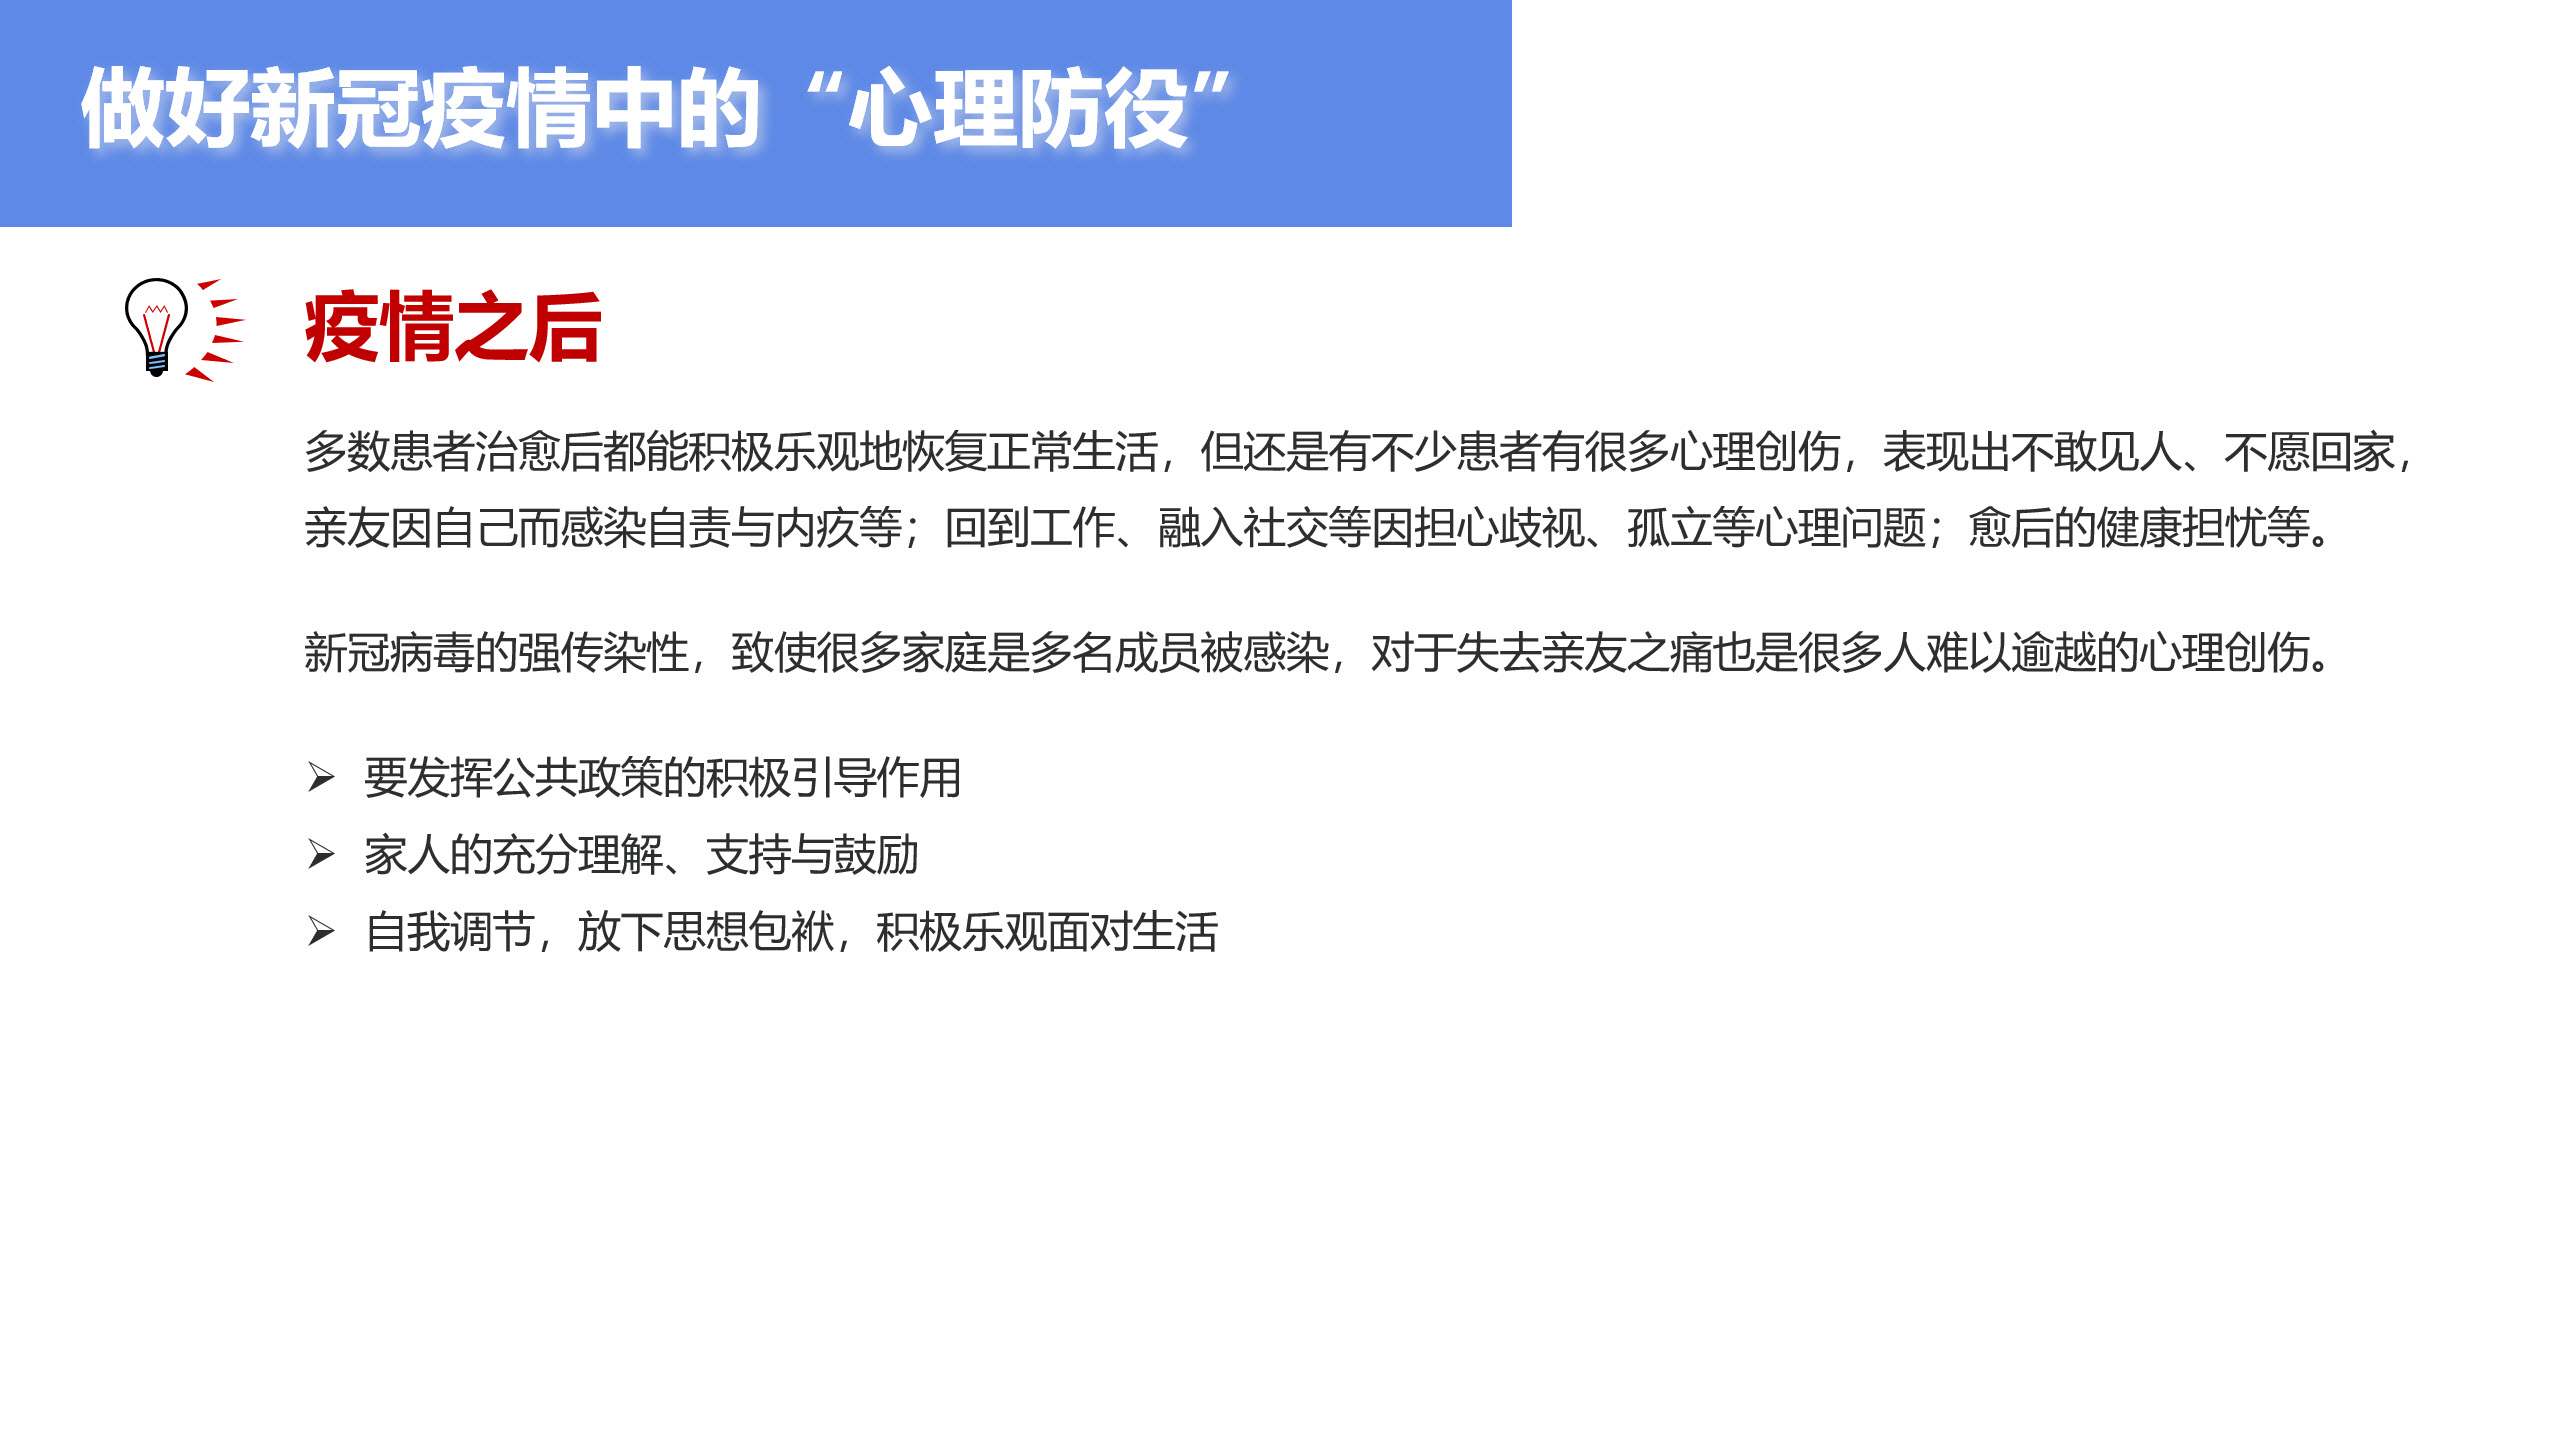 做好新冠疫情中的“心理防役”
疫情之后
多数患者治愈后都能积极乐观地恢复正常生活，但还是有不少患者有很多心理创伤，表现出不敢见人、不愿回家，
亲友因自己而感染自责与内疚等；回到工作、融入社交等因担心歧视、孤立等心理问题；愈后的健康担忧等。
新冠病毒的强传染性，致使很多家庭是多名成员被感染，对于失去亲友之痛也是很多人难以逾越的心理创伤。
➢ 要发挥公共政策的积极引导作用
➢ 家人的充分理解、支持与鼓励
➢ 自我调节，放下思想包袱，积极乐观面对生活